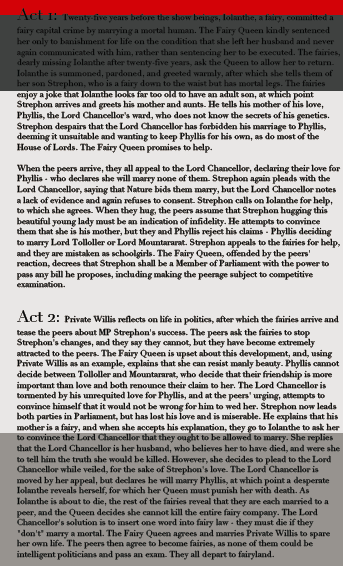 Act 1: Twenty-five years before the show beings, Iolanthe, a fairy, committed a
fairy capital crime by marrying a mortal human. The Fairy Queen kindly sentenced
her only to banishment for life on the condition that she left her husband and never
again communicated with him, rather than sentencing her to be executed. The fairies,
dearly missing Iolanthe after twenty-five years, ask the Queen to allow her to return.
Iolanthe is summoned, pardoned, and greeted warmly, after which she tells them of
her son Strephon, who is a fairy down to the waist but has mortal legs. The fairies
enjoy a joke that Iolanthe looks far too old to have an adult son, at which point
Strephon arrives and greets his mother and aunts. He tells his mother of his love,
Phyllis, the Lord Chancellor's ward, who does not know the secrets of his genetics.
Strephon despairs that the Lord Chancellor has forbidden his marriage to Phyllis,
deeming it unsuitable and wanting to keep Phyllis for his own, as do most of the
House of Lords. The Fairy Queen promises to help.
When the peers arrive, they all appeal to the Lord Chancellor, declaring their love for
Phyllis - who declares she will marry none of them. Strephon again pleads with the
Lord Chancellor, saying that Nature bids them marry, but the Lord Chancellor notes
a lack of evidence and again refuses to consent. Strephon calls on Iolanthe for help,
to which she agrees. When they hug, the peers assume that Strephon hugging this
beautiful young lady must be an indication of infidelity. He attempts to convince
them that she is his mother, but they and Phyllis reject his claims - Phyllis deciding
to marry Lord Tolloller or Lord Mountararat. Strephon appeals to the fairies for help,
and they are mistaken as schoolgirls. The Fairy Queen, offended by the peers'
reaction, decrees that Strephon shall be a Member of Parliament with the power to
pass any bill he proposes, including making the peerage subject to competitive
examination.
Act 2: Private Willis reflects on life in politics, after which the fairies arrive and
tease the peers about MP Strephon's success. The peers ask the fairies to stop
Strephon's changes, and they say they cannot, but they have become extremely
attracted to the peers. The Fairy Queen is upset about this development, and, using
Private Willis as an example, explains that she can resist manly beauty. Phyllis cannot
decide between Tolloller and Mountararat, who decide that their friendship is more
important than love and both renounce their claim to her. The Lord Chancellor is
tormented by his unrequited love for Phyllis, and at the peers' urging, attempts to
convince himself that it would not be wrong for him to wed her. Strephon now leads
both parties in Parliament, but has lost his love and is miserable. He explains that his
mother is a fairy, and when she accepts his explanation, they go to Iolanthe to ask her
to convince the Lord Chancellor that they ought to be allowed to marry. She replies
that the Lord Chancellor is her husband, who believes her to have died, and were she
to tell him the truth she would be killed. However, she decides to plead to the Lord
Chancellor while veiled, for the sake of Strephon's love. The Lord Chancellor is
moved by her appeal, but declares he will marry Phyllis, at which point a desperate
Iolanthe reveals herself, for which her Queen must punish her with death. As
Iolanthe is about to die, the rest of the fairies reveal that they are each married to a
peer, and the Queen decides she cannot kill the entire fairy company. The Lord
Chancellor's solution is to insert one word into fairy law - they must die if they
*don't* marry a mortal. The Fairy Queen agrees and marries Private Willis to spare
her own life. The peers then agree to become fairies, as none of them could be
intelligent politicians and pass an exam. They all depart to fairyland.